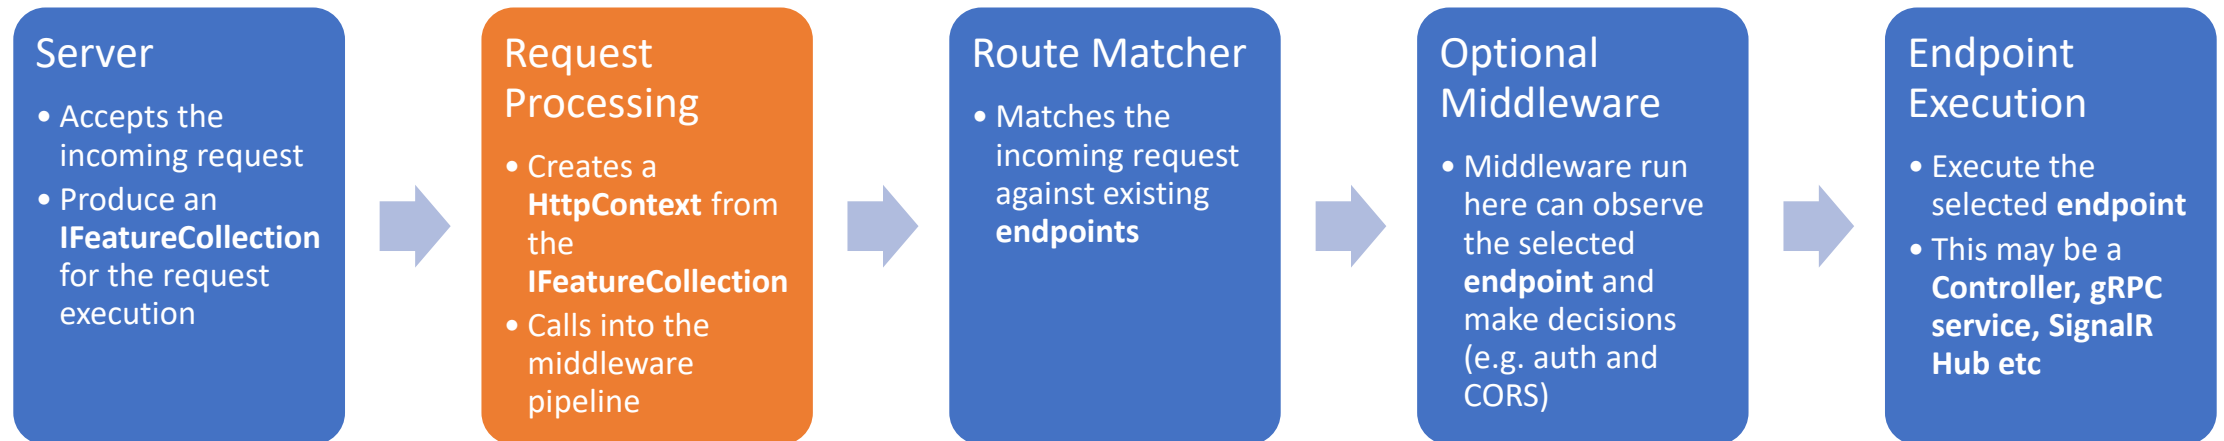 Server
• Accepts the
incoming request
• Produce an
IFeatureCollection
for the request
execution
Request
Processing
• Creates a
HttpContext from
the
IFeatureCollection
• Calls into the
middleware
pipeline
Route Matcher
• Matches the
incoming request
against existing
endpoints
Optional
Middleware
• Middleware run
here can observe
the selected
endpoint and
make decisions
(e.g. auth and
CORS)
Endpoint
Execution
• Execute the
selected endpoint
• This may be a
Controller, gRPC
service, SignalR
Hub etc